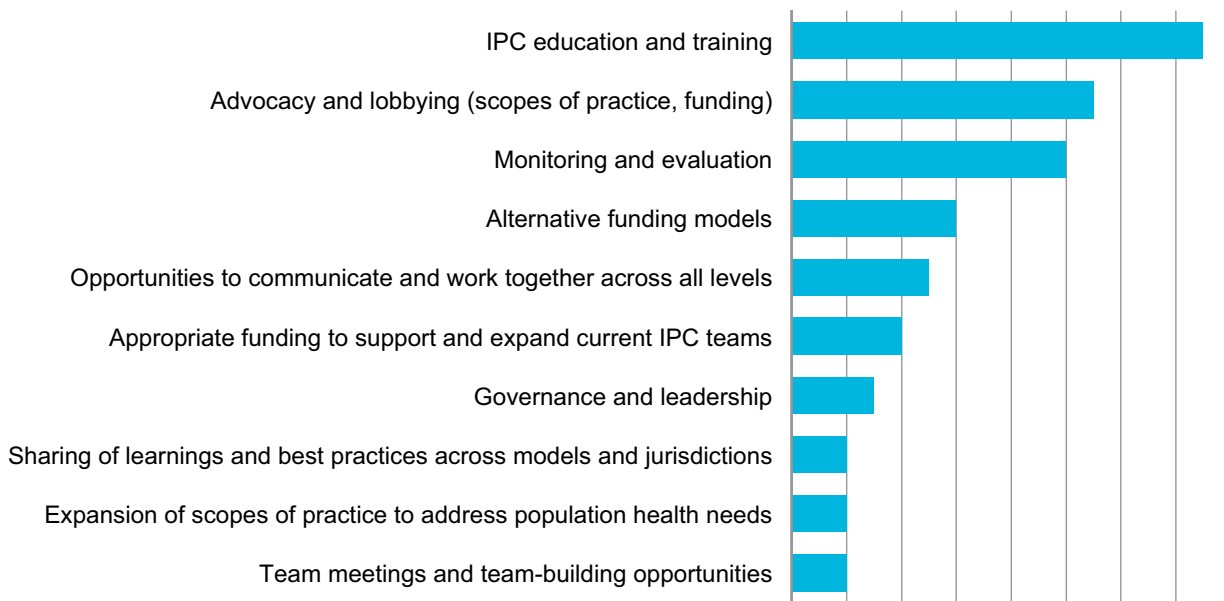 IPC education and training
Advocacy and lobbying (scopes of practice, funding)
Monitoring and evaluation
Alternative funding models
Opportunities to communicate and work together across all levels
Appropriate funding to support and expand current IPC teams
Governance and leadership
Sharing of learnings and best practices across models and jurisdictions
Expansion of scopes of practice to address population health needs
Team meetings and team-building opportunities